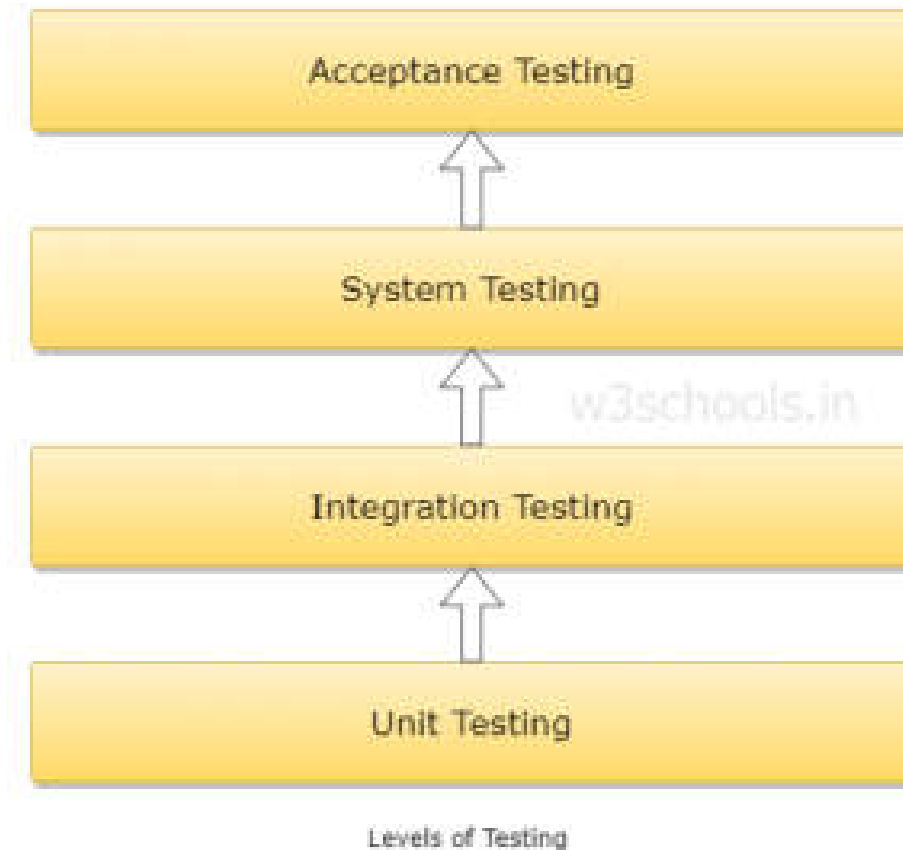 Acceptance Testing
System Testing
w3schools.in
Integration Testing
Unit Testing
Levels of Testing